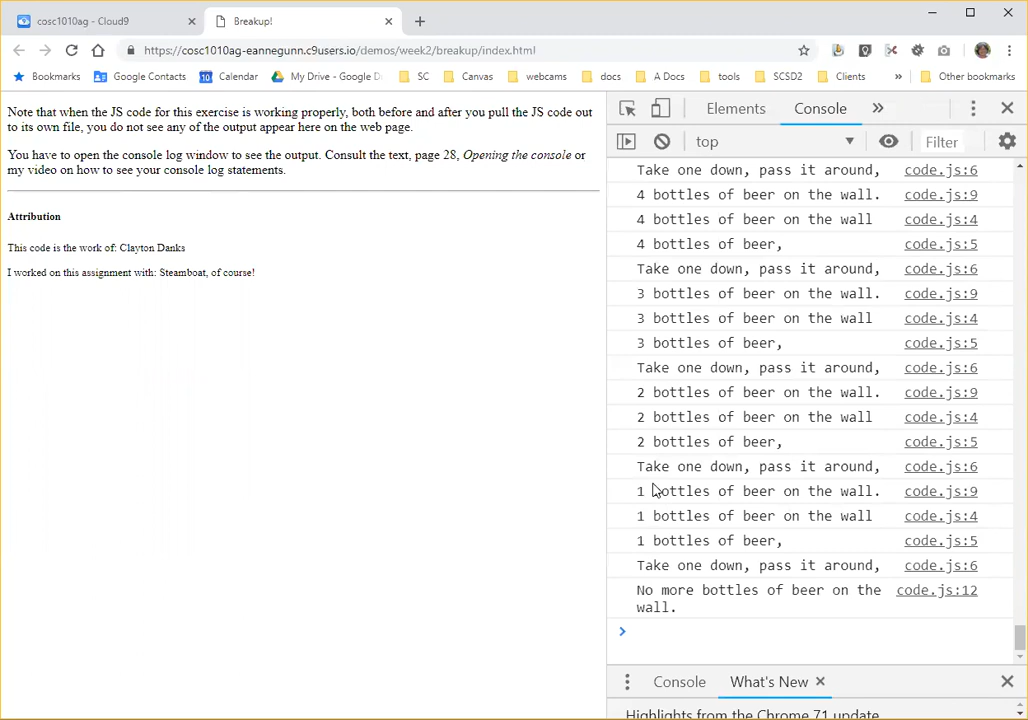 cosc1010ag - Cloud9
Breakup!
https://cosc1010ag-eannegunn.c9users.io/demos/week2/breakup/index.html
Bookmarks
Google Contacts
10
Calendar
My Drive - Google D
SC
Canvas
webcams
docs
A Docs
tools
SCSD2
Clients
»
Other bookmarks
Note that when the JS code for this exercise is working properly, both before and after you pull the JS code out
to its own file, you do not see any of the output appear here on the web page.
You have to open the console log window to see the output. Consult the text, page 28, Opening the console or
my video on how to see your console log statements.
Attribution
This code is the work of: Clayton Danks
I worked on this assignment with: Steamboat, of course!
Elements
Console
»
top
Filter
Take one down, pass it around, code.js:6
4 bottles of beer on the wall. code.js:9
4 bottles of beer on the wall code.js:4
4 bottles of beer, code.js:5
Take one down, pass it around, code.js:6
3 bottles of beer on the wall. code.js:9
3 bottles of beer on the wall code.js:4
3 bottles of beer, code.js:5
Take one down, pass it around, code.js:6
2 bottles of beer on the wall. code.js:9
2 bottles of beer on the wall code.js:4
2 bottles of beer, code.js:5
Take one down, pass it around, code.js:6
1 bottles of beer on the wall. code.js:9
1 bottles of beer on the wall code.js:4
1 bottles of beer, code.js:5
Take one down, pass it around, code.js:6
No more bottles of beer on the code.js:12
wall.
Console
What's New
Highlights from the Chrome 71 update